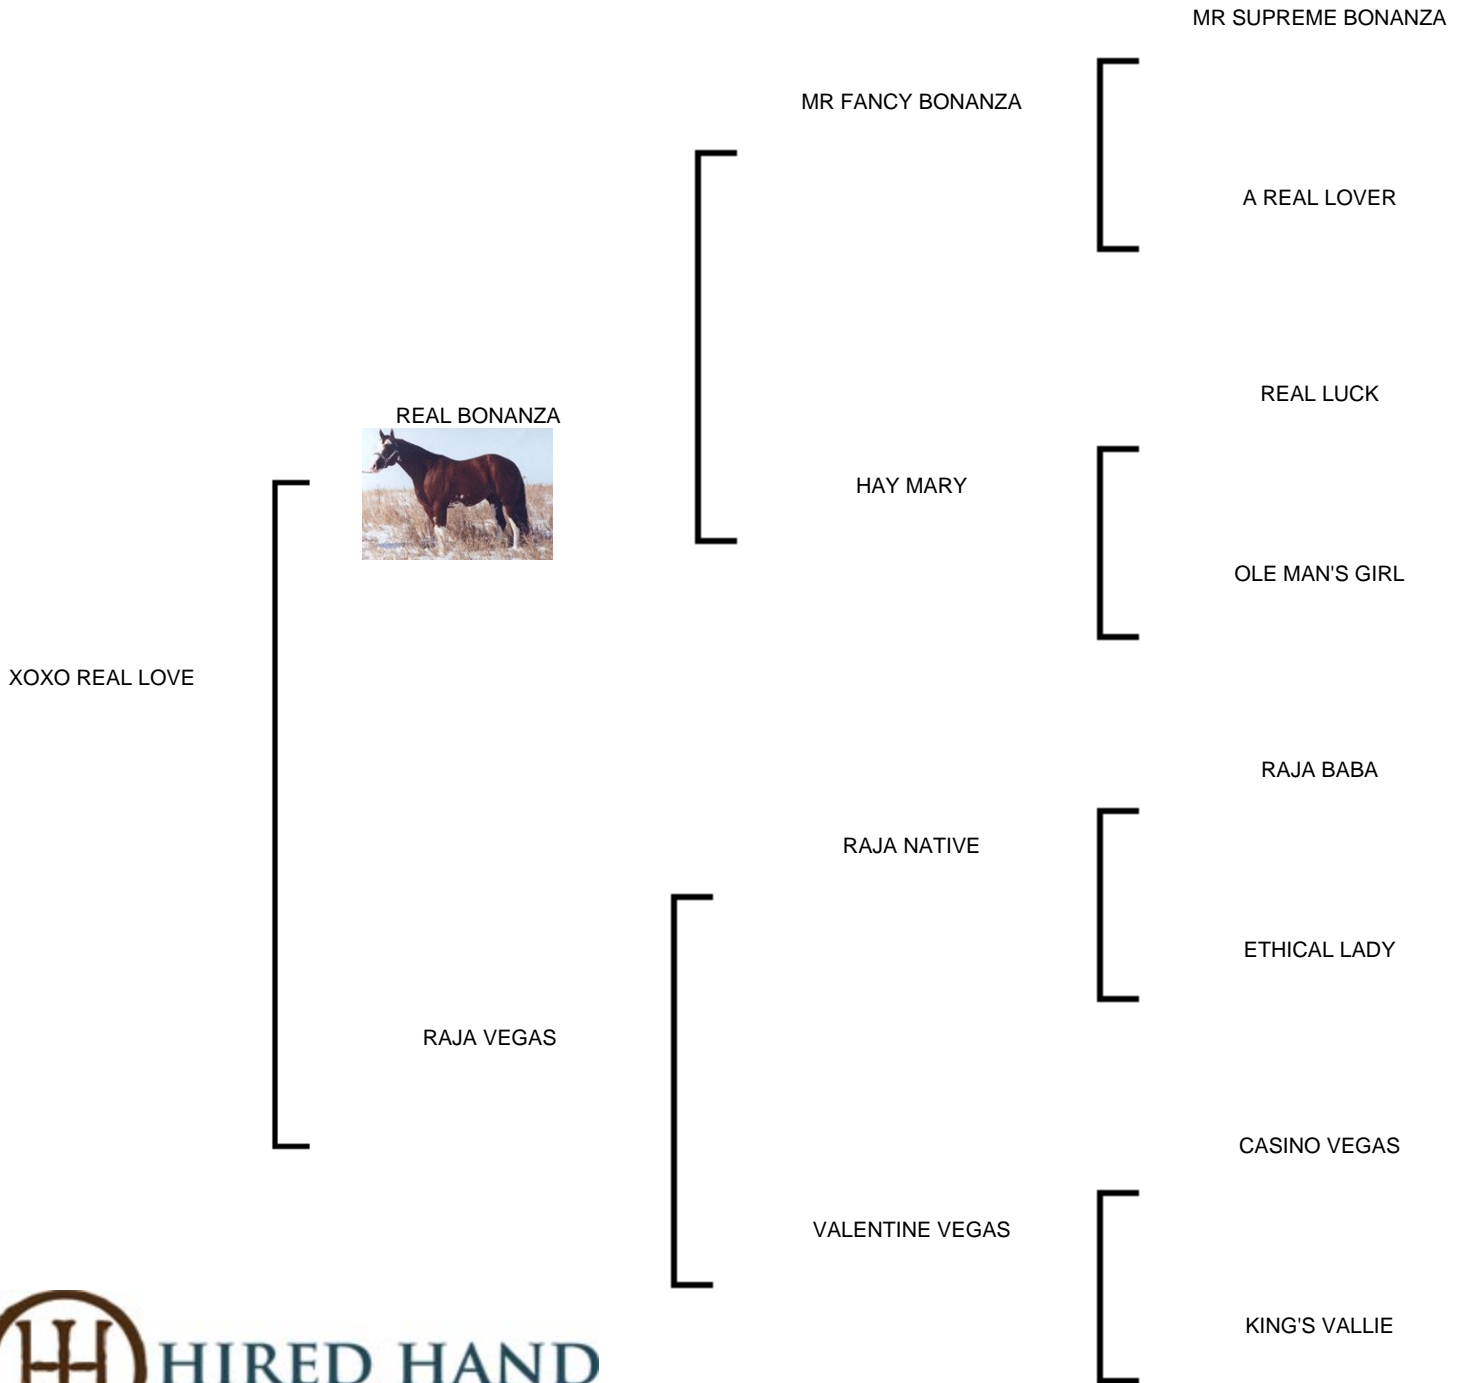 MR SUPREME BONANZA
MR FANCY BONANZA
A REAL LOVER
REAL LUCK
REAL BONANZA
HAY MARY
OLE MAN'S GIRL
XOXO REAL LOVE
RAJA BABA
RAJA NATIVE
ETHICAL LADY
RAJA VEGAS
CASINO VEGAS
VALENTINE VEGAS
KING'S VALLIE
HIRED HAND